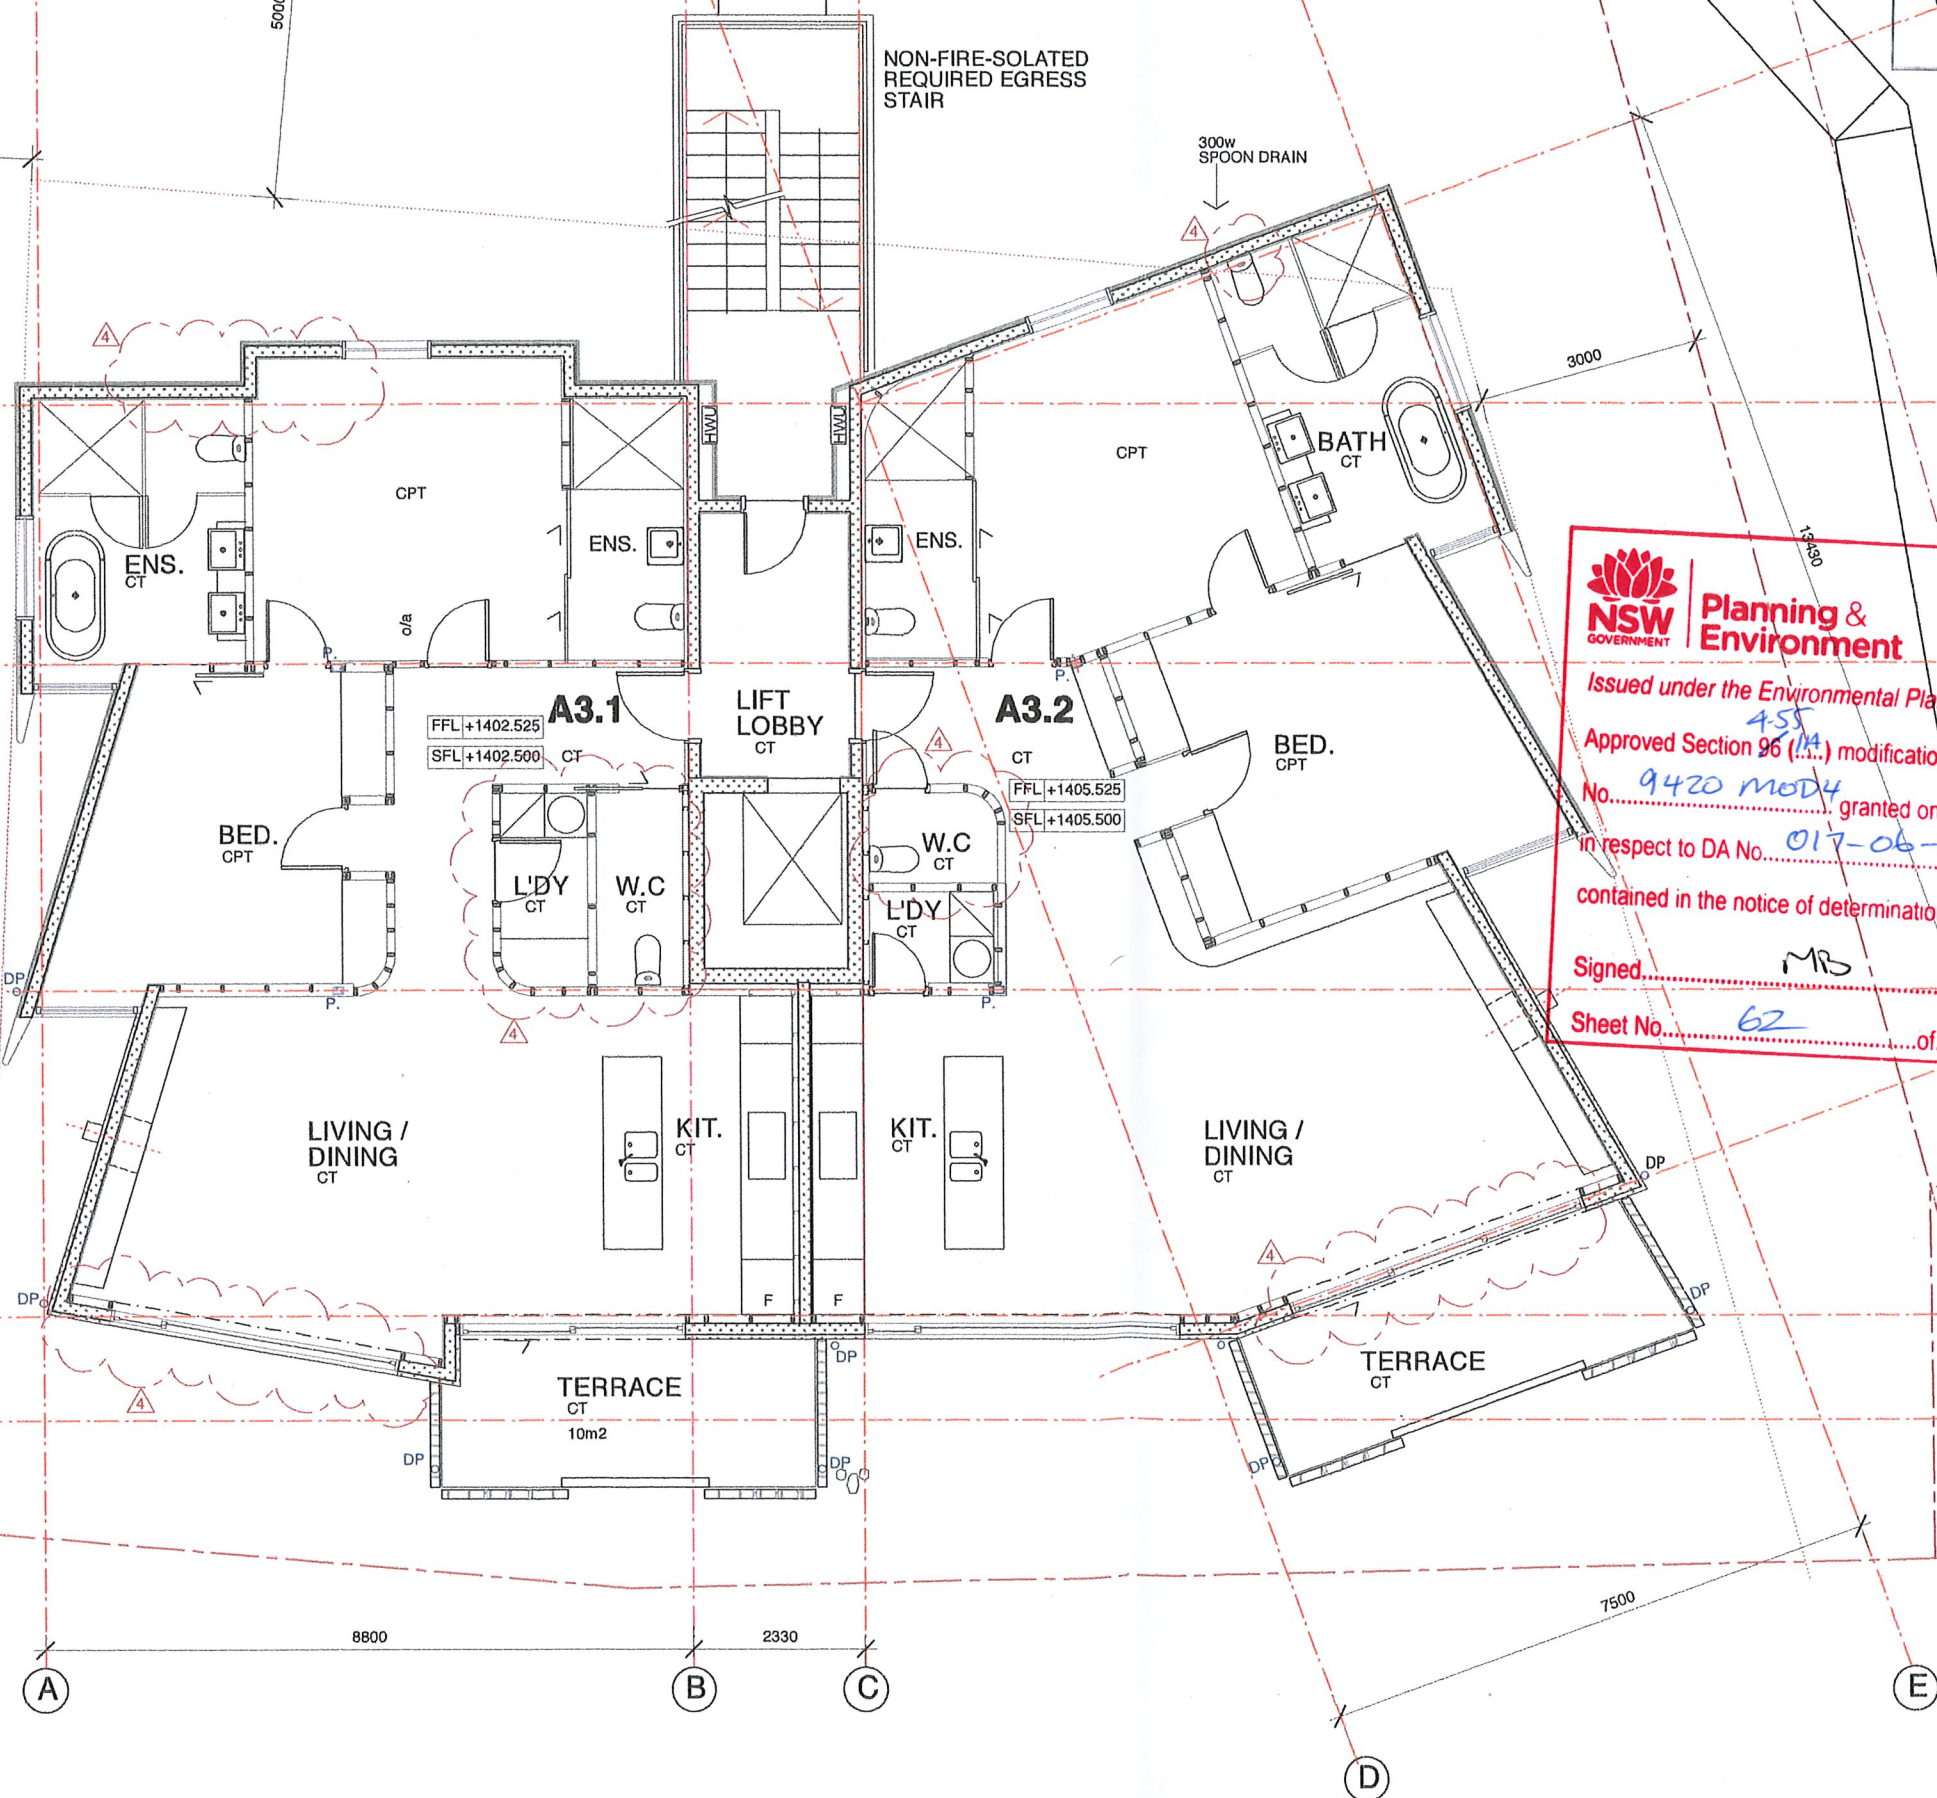 5000
NON-FIRE-SOLATED
REQUIRED EGRESS
STAIR
300w
SPOON DRAIN
4
4
3000
HWU
HWU
CPT
CPT
BATH
CT
ENS.
CT
ENS.
ENS.
o/a
13430
P.
P.
NSW
GOVERNMENT
Planning &
Environment
Issued under the Environmental Pla
4.55
Approved Section 96 (1A) modificatio
No. 9420 MOD4 granted on
in respect to DA No. 017-06-
contained in the notice of determinatio
Signed MB
Sheet No. 62 of
A3.1
FFL +1402.525
SFL +1402.500
CT
LIFT
LOBBY
CT
A3.2
4
CT
FFL +1405.525
SFL +1405.500
BED.
CPT
BED.
CPT
L'DY
CT
W.C
CT
W.C
CT
L'DY
CT
DP
P.
P.
4
LIVING /
DINING
CT
KIT.
CT
KIT.
CT
LIVING /
DINING
CT
DP
4
DP
DP
F
F
DP
4
TERRACE
CT
10m2
TERRACE
CT
DP
DP
DP
8800
2330
7500
A
B
C
D
E